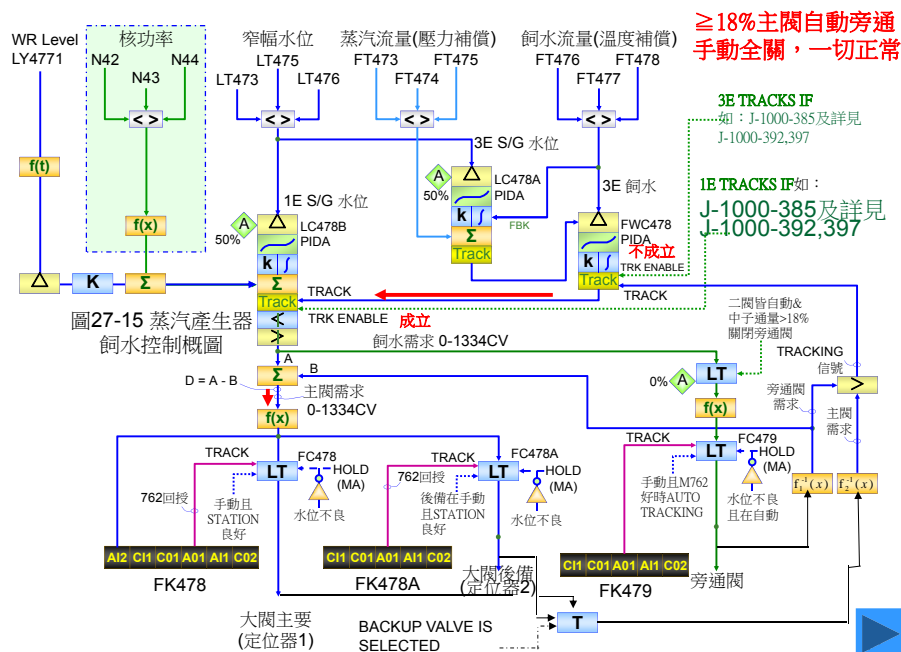 ≧18%主閥自動旁通
手動全關，一切正常
WR Level
LY4771
核功率
N42
N43
N44
窄幅水位
LT475
LT473
LT476
蒸汽流量(壓力補償)
FT473
FT475
FT474
飼水流量(溫度補償)
FT476
FT478
FT477
< >
< >
< >
< >
3E TRACKS IF
如：J-1000-385及詳見
J-1000-392,397
1E TRACKS IF如：
J-1000-385及詳見
J-1000-392,397
f(t)
f(x)
Δ
K
Σ
3E S/G 水位
A
50%
Δ
LC478A
PIDA
k ∫
Σ
Track
FBK
3E 飼水
Δ
FWC478
PIDA
k ∫
Track
不成立
TRK ENABLE
TRACK
1E S/G 水位
A
50%
Δ
LC478B
PIDA
k ∫
Σ
Track
TRACK
<
>
TRK ENABLE
成立
圖27-15 蒸汽產生器
飼水控制概圖
飼水需求 0-1334CV
二閥皆自動&
中子通量>18%
關閉旁通閥
TRACKING
信號
>
A
Σ
B
D = A - B
主閥需求
0-1334CV
f(x)
0%
A
LT
f(x)
旁通閥
需求
主閥
需求
TRACK
FC478
LT
HOLD
(MA)
762回授
手動且
STATION
良好
水位不良
TRACK
FC478A
LT
HOLD
(MA)
762回授
後備在手動
且STATION
良好
水位不良
TRACK
FC479
LT
HOLD
(MA)
手動且M762
好時AUTO
TRACKING
水位不良
且在自動
f₁⁻¹(x)
f₂⁻¹(x)
AI2 CI1 C01 A01 AI1 C02
FK478
CI1 C01 A01 AI1 C02
FK478A
CI1 C01 A01 AI1 C02
FK479
大閥後備
(定位器2)
旁通閥
大閥主要
(定位器1)
BACKUP VALVE IS
SELECTED
T